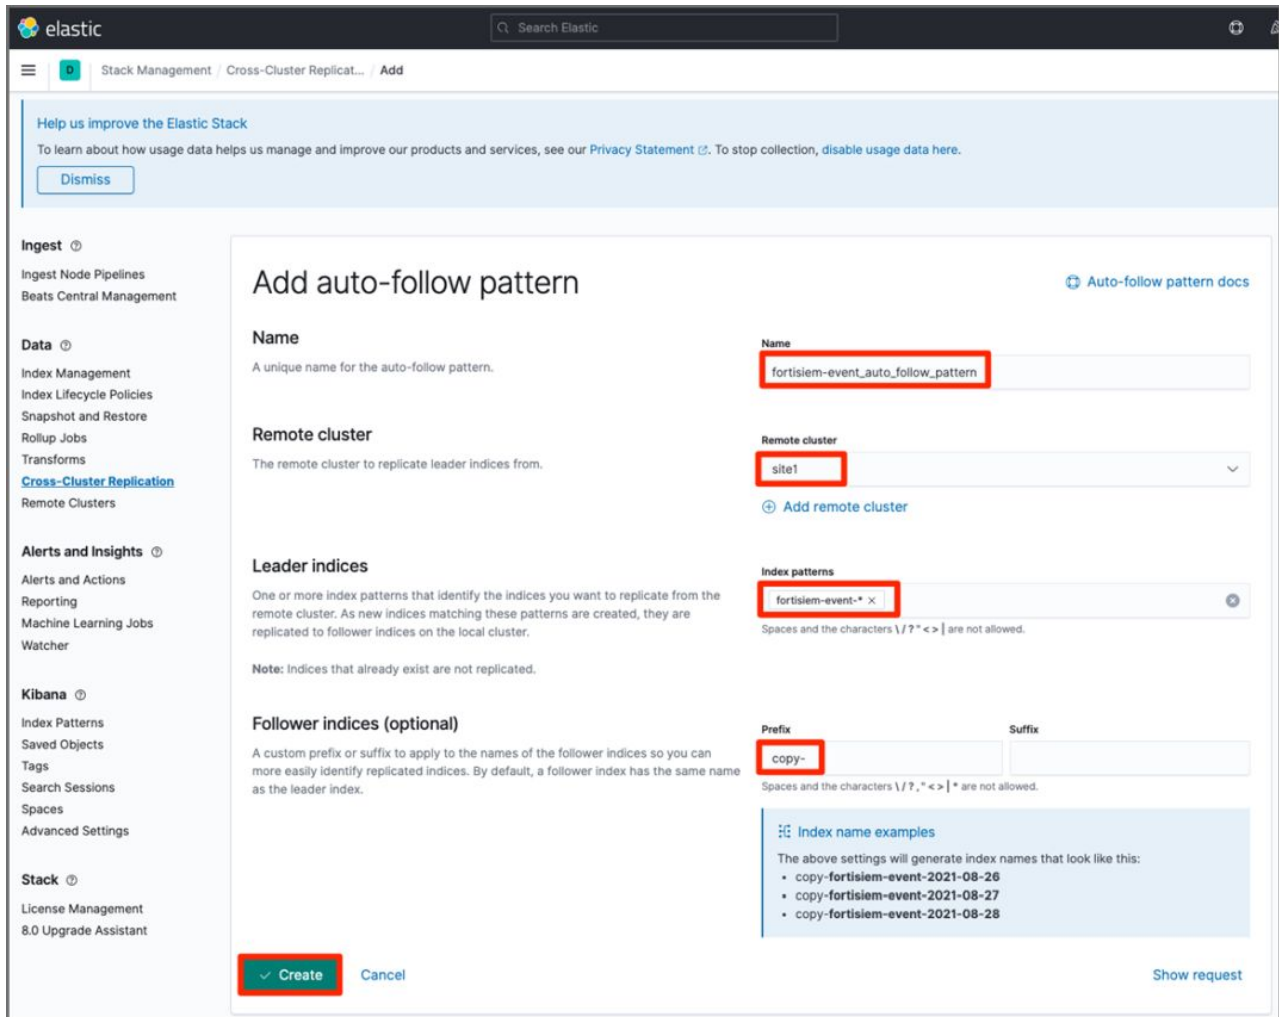 elastic
Search Elastic
D
Stack Management / Cross-Cluster Replicat... / Add
Help us improve the Elastic Stack
To learn about how usage data helps us manage and improve our products and services, see our Privacy Statement. To stop collection, disable usage data here.
Dismiss
Ingest
Ingest Node Pipelines
Beats Central Management
Data
Index Management
Index Lifecycle Policies
Snapshot and Restore
Rollup Jobs
Transforms
Cross-Cluster Replication
Remote Clusters
Alerts and Insights
Alerts and Actions
Reporting
Machine Learning Jobs
Watcher
Kibana
Index Patterns
Saved Objects
Tags
Search Sessions
Spaces
Advanced Settings
Stack
License Management
8.0 Upgrade Assistant
Add auto-follow pattern
Auto-follow pattern docs
Name
A unique name for the auto-follow pattern.
Name
fortisiem-event_auto_follow_pattern
Remote cluster
The remote cluster to replicate leader indices from.
Remote cluster
site1
Add remote cluster
Leader indices
One or more index patterns that identify the indices you want to replicate from the
remote cluster. As new indices matching these patterns are created, they are
replicated to follower indices on the local cluster.
Note: Indices that already exist are not replicated.
Index patterns
fortisiem-event-* ×
Spaces and the characters \ / ? " < > | are not allowed.
Follower indices (optional)
A custom prefix or suffix to apply to the names of the follower indices so you can
more easily identify replicated indices. By default, a follower index has the same name
as the leader index.
Prefix
copy-
Suffix
Spaces and the characters \ / ? , " < > | * are not allowed.
Index name examples
The above settings will generate index names that look like this:
• copy-fortisiem-event-2021-08-26
• copy-fortisiem-event-2021-08-27
• copy-fortisiem-event-2021-08-28
Create
Cancel
Show request